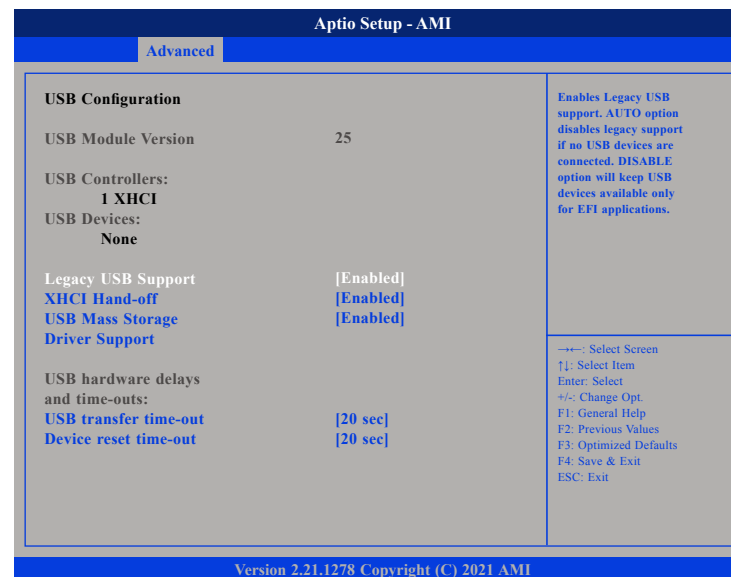 Aptio Setup - AMI
Advanced
USB Configuration
USB Module Version 25
USB Controllers:
1 XHCI
USB Devices:
None
Legacy USB Support [Enabled]
XHCI Hand-off [Enabled]
USB Mass Storage [Enabled]
Driver Support
USB hardware delays
and time-outs:
USB transfer time-out [20 sec]
Device reset time-out [20 sec]
Enables Legacy USB
support. AUTO option
disables legacy support
if no USB devices are
connected. DISABLE
option will keep USB
devices available only
for EFI applications.
→←: Select Screen
↑↓: Select Item
Enter: Select
+/-: Change Opt.
F1: General Help
F2: Previous Values
F3: Optimized Defaults
F4: Save & Exit
ESC: Exit
Version 2.21.1278 Copyright (C) 2021 AMI